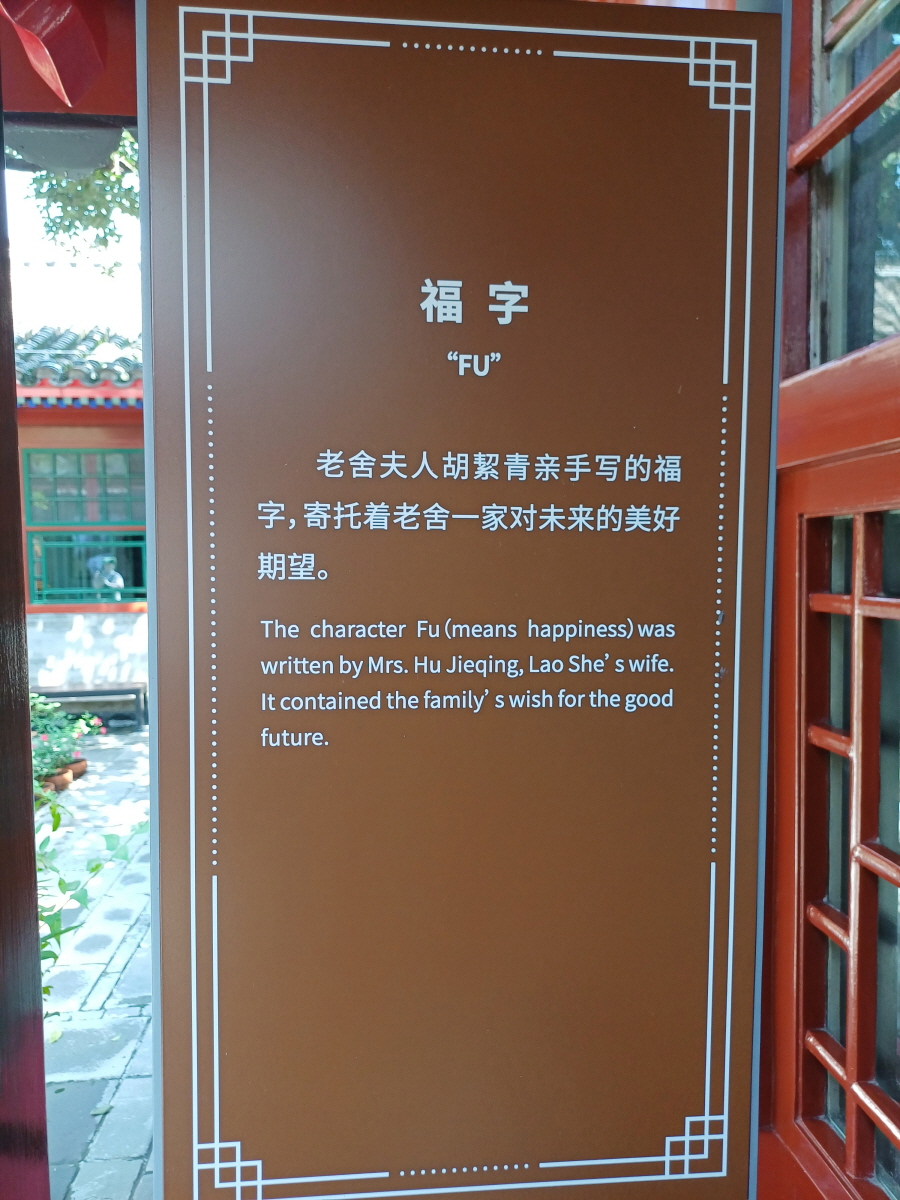 福字
“FU”
老舍夫人胡絜青亲手写的福
字,寄托着老舍一家对未来的美好
期望。
The character Fu(means happiness)was
written by Mrs. Hu Jieqing, Lao She’s wife.
It contained the family’s wish for the good
future.